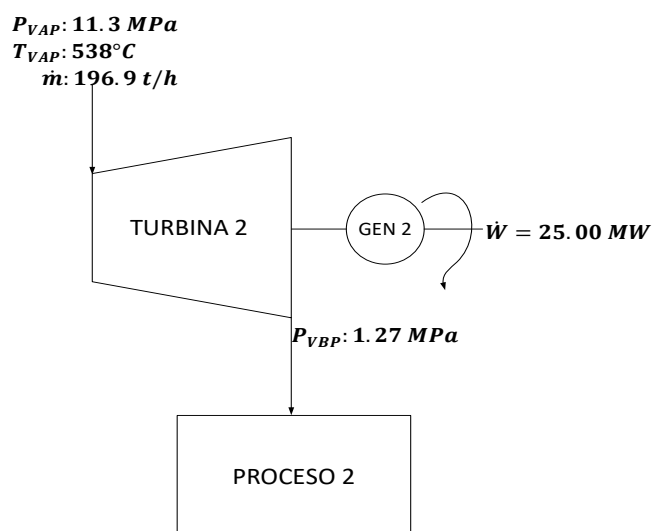 P_VAP: 11.3 MPa
T_VAP: 538°C
ṁ: 196.9 t/h
TURBINA 2
GEN 2
Ẇ = 25.00 MW
P_VBP: 1.27 MPa
PROCESO 2